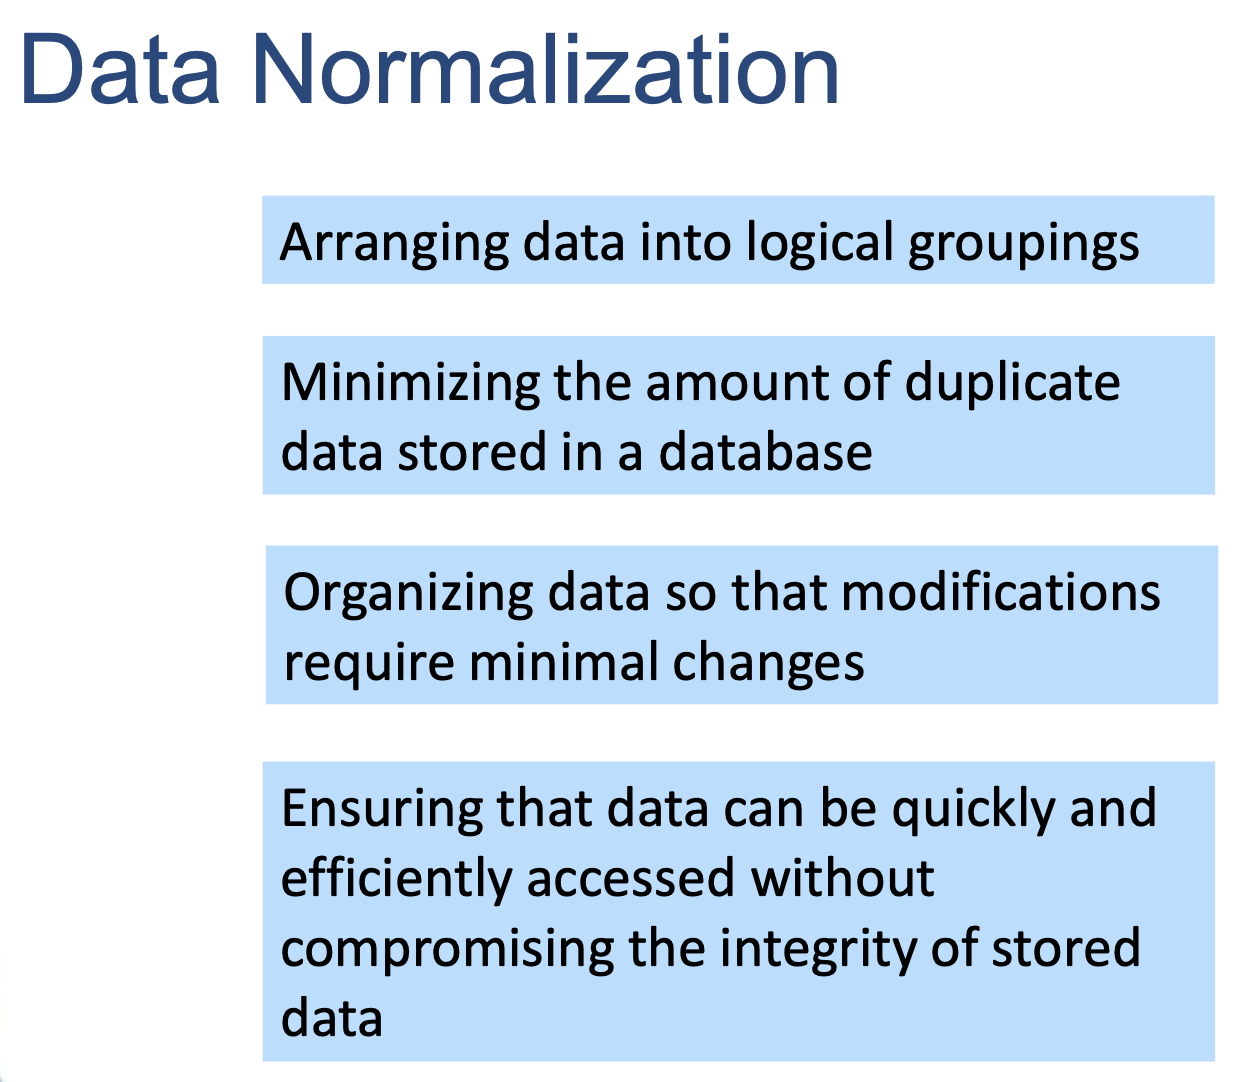 Data Normalization
Arranging data into logical groupings
Minimizing the amount of duplicate
data stored in a database
Organizing data so that modifications
require minimal changes
Ensuring that data can be quickly and
efficiently accessed without
compromising the integrity of stored
data